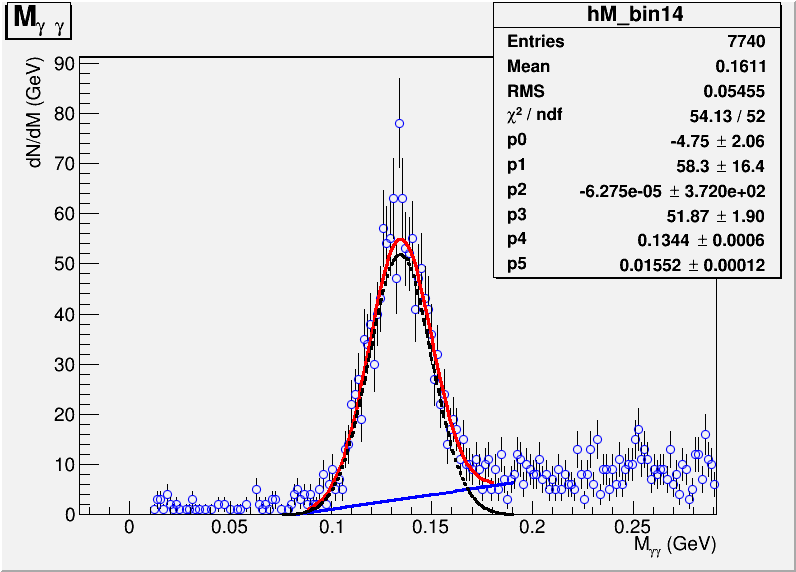 M_γ γ
hM_bin14
Entries 7740
Mean 0.1611
RMS 0.05455
χ² / ndf 54.13 / 52
p0 -4.75 ± 2.06
p1 58.3 ± 16.4
p2 -6.275e-05 ± 3.720e+02
p3 51.87 ± 1.90
p4 0.1344 ± 0.0006
p5 0.01552 ± 0.00012
dN/dM (GeV)
90
80
70
60
50
40
30
20
10
0
0 0.05 0.1 0.15 0.2 0.25
M_γγ (GeV)